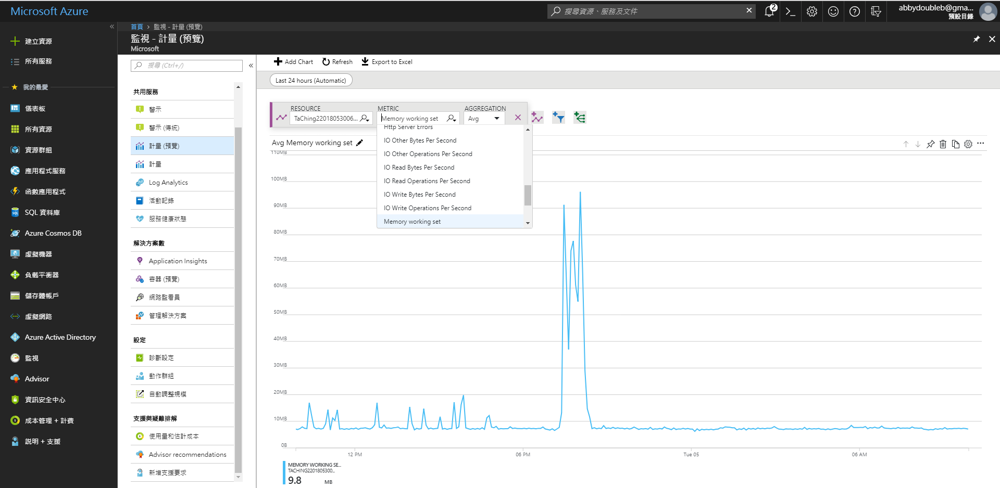 Microsoft Azure
搜尋資源、服務及文件
2
abbydoubleb@gma...
預設目錄
建立資源
所有服務
我的最愛
儀表板
所有資源
資源群組
應用程式服務
函數應用程式
SQL 資料庫
Azure Cosmos DB
虛擬機器
負載平衡器
儲存體帳戶
虛擬網路
Azure Active Directory
監視
Advisor
資訊安全中心
成本管理 + 計費
說明 + 支援
首頁 > 監視 - 計量 (預覽)
監視 - 計量 (預覽)
Microsoft
搜尋 (Ctrl+/)
共用服務
警示
警示 (傳統)
計量 (預覽)
計量
Log Analytics
活動記錄
服務健康狀態
解決方案數
Application Insights
容器 (預覽)
網路監看員
管理解決方案
設定
診斷設定
動作群組
自動調整規模
支援與疑難排解
使用量和估計成本
Advisor recommendations
新增支援要求
Add Chart
Refresh
Export to Excel
Last 24 hours (Automatic)
RESOURCE
METRIC
AGGREGATION
TaChing22018053006...
Memory working set
Avg
Http Server Errors
IO Other Bytes Per Second
IO Other Operations Per Second
IO Read Bytes Per Second
IO Read Operations Per Second
IO Write Bytes Per Second
IO Write Operations Per Second
Memory working set
Avg Memory working set
110MB
100MB
90MB
80MB
70MB
60MB
50MB
40MB
30MB
20MB
10MB
0B
12 PM
06 PM
Tue 05
06 AM
MEMORY WORKING SE...
TACHING2201805300...
9.8 MB